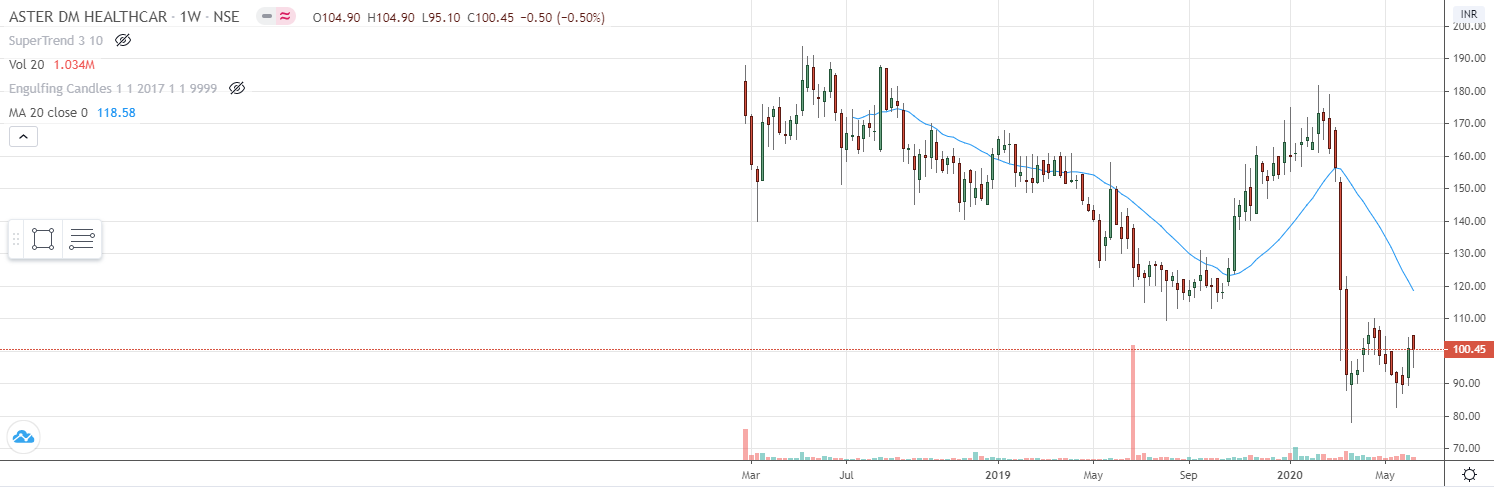 ASTER DM HEALTHCAR · 1W · NSE O104.90 H104.90 L95.10 C100.45 −0.50 (−0.50%)
SuperTrend 3 10
Vol 20 1.034M
Engulfing Candles 1 1 2017 1 1 9999
MA 20 close 0 118.58
INR
200.00
190.00
180.00
170.00
160.00
150.00
140.00
130.00
120.00
110.00
100.45
90.00
80.00
70.00
Mar Jul 2019 May Sep 2020 May